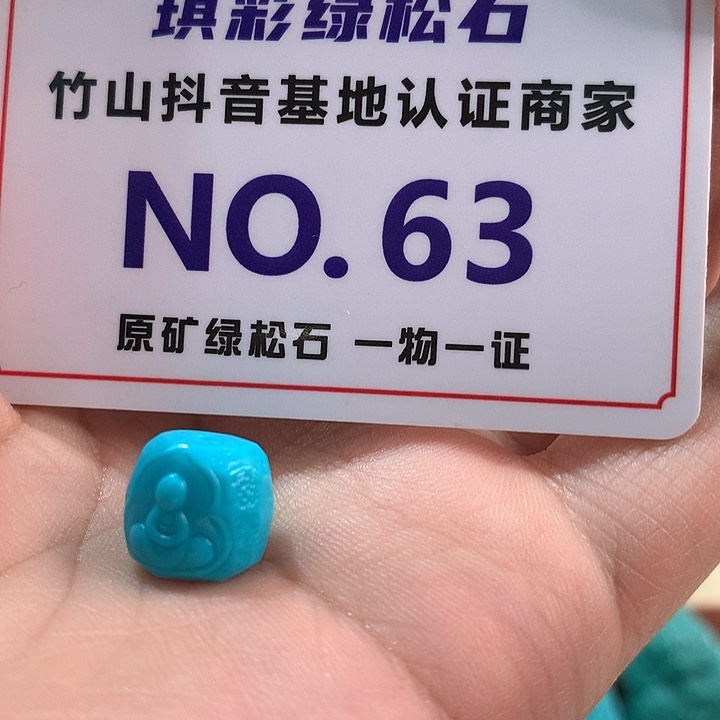 琪彩绿松石
竹山抖音基地认证商家
NO.63
原矿绿松石 一物一证